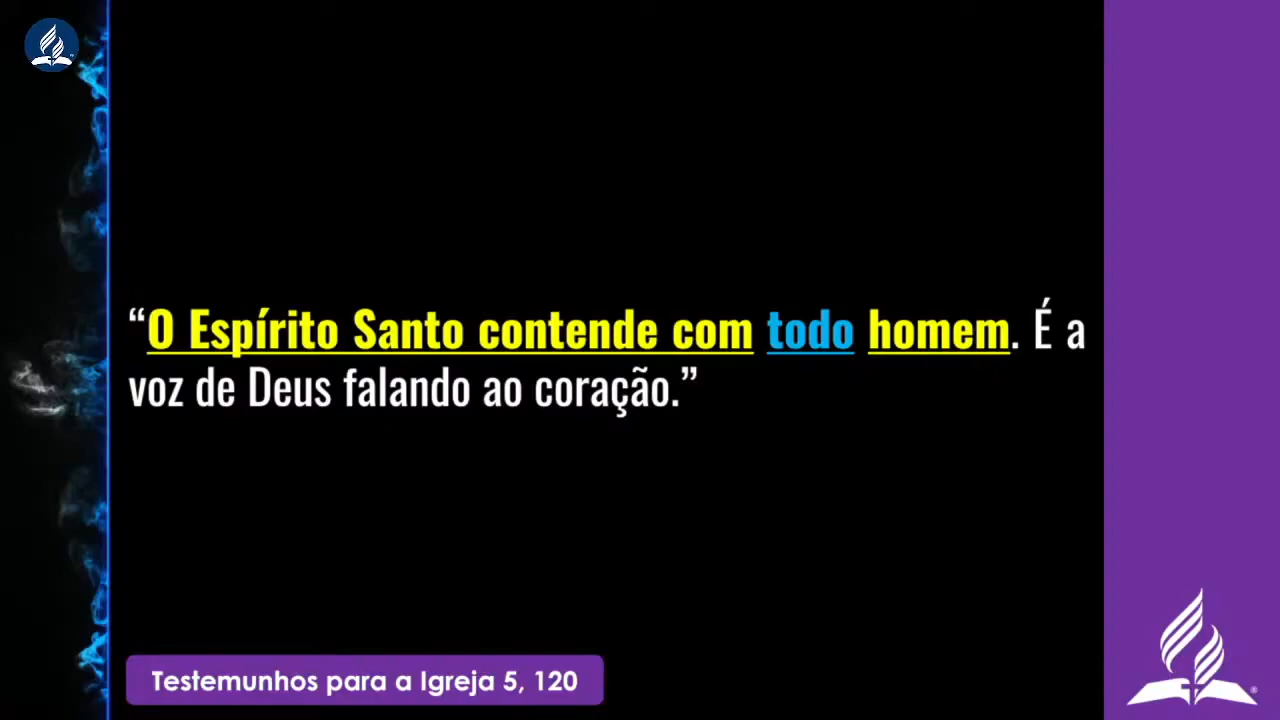 “O Espírito Santo contende com todo homem. É a
voz de Deus falando ao coração.”
Testemunhos para a Igreja 5, 120